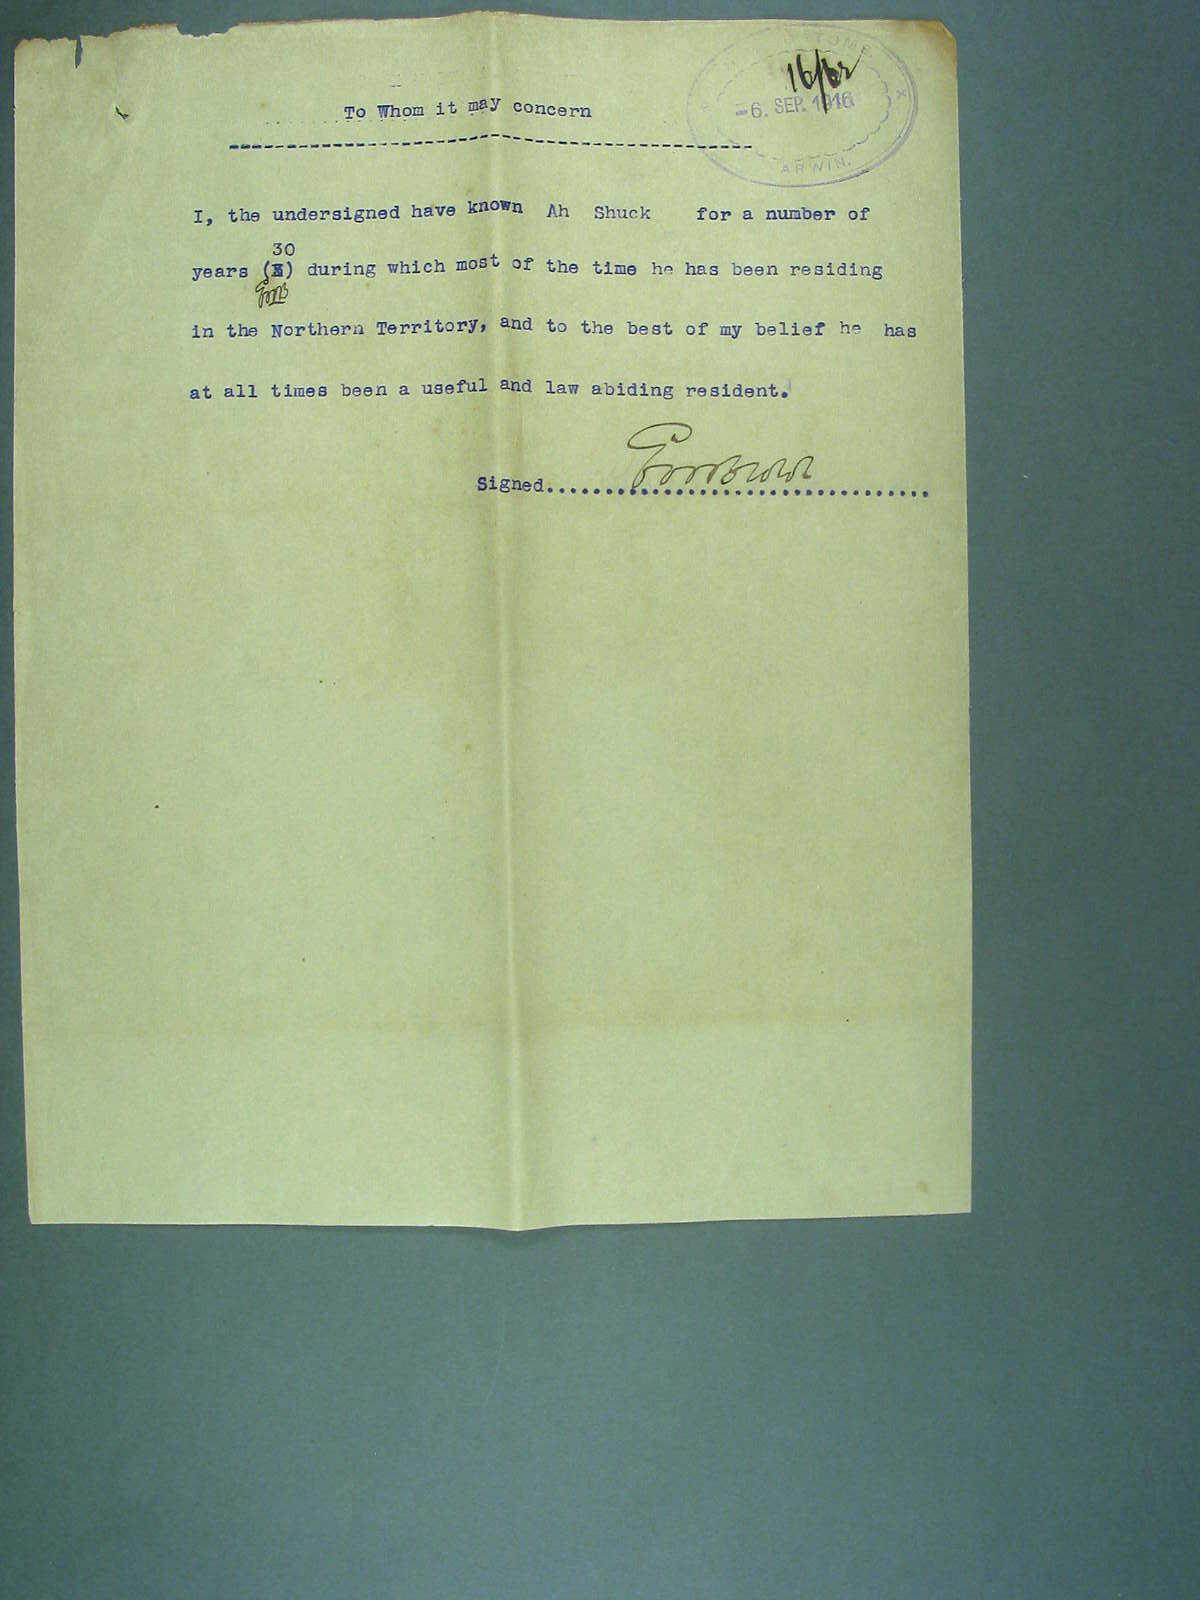 16/62
-6. SEP. 1916
ARWIN.
To Whom it may concern
I, the undersigned have known Ah Shuck for a number of
30
years (X) during which most of the time he has been residing
in the Northern Territory, and to the best of my belief he has
at all times been a useful and law abiding resident.
Signed